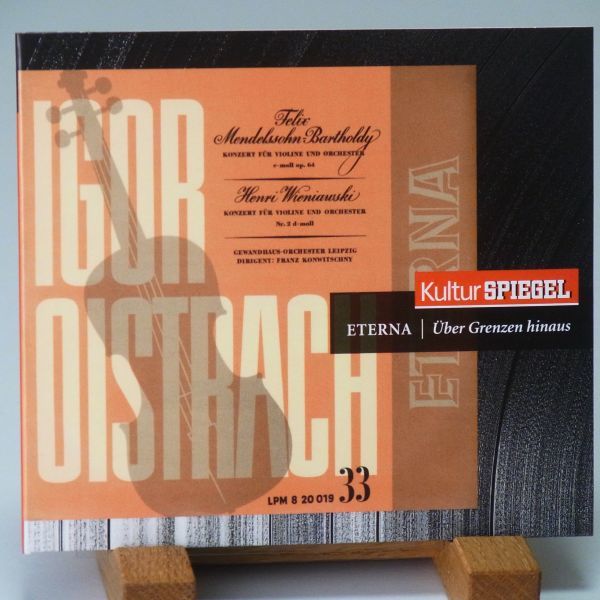 IGOR
OISTRACH
Felix
Mendelssohn-Bartholdy
KONZERT FÜR VIOLINE UND ORCHESTER
e-moll op. 64
Henri Wieniawski
KONZERT FÜR VIOLINE UND ORCHESTER
Nr. 2 d-moll
GEWANDHAUS-ORCHESTER LEIPZIG
DIRIGENT: FRANZ KONWITSCHNY
ETERNA
Kultur SPIEGEL
ETERNA | Über Grenzen hinaus
LPM 8 20 019 33